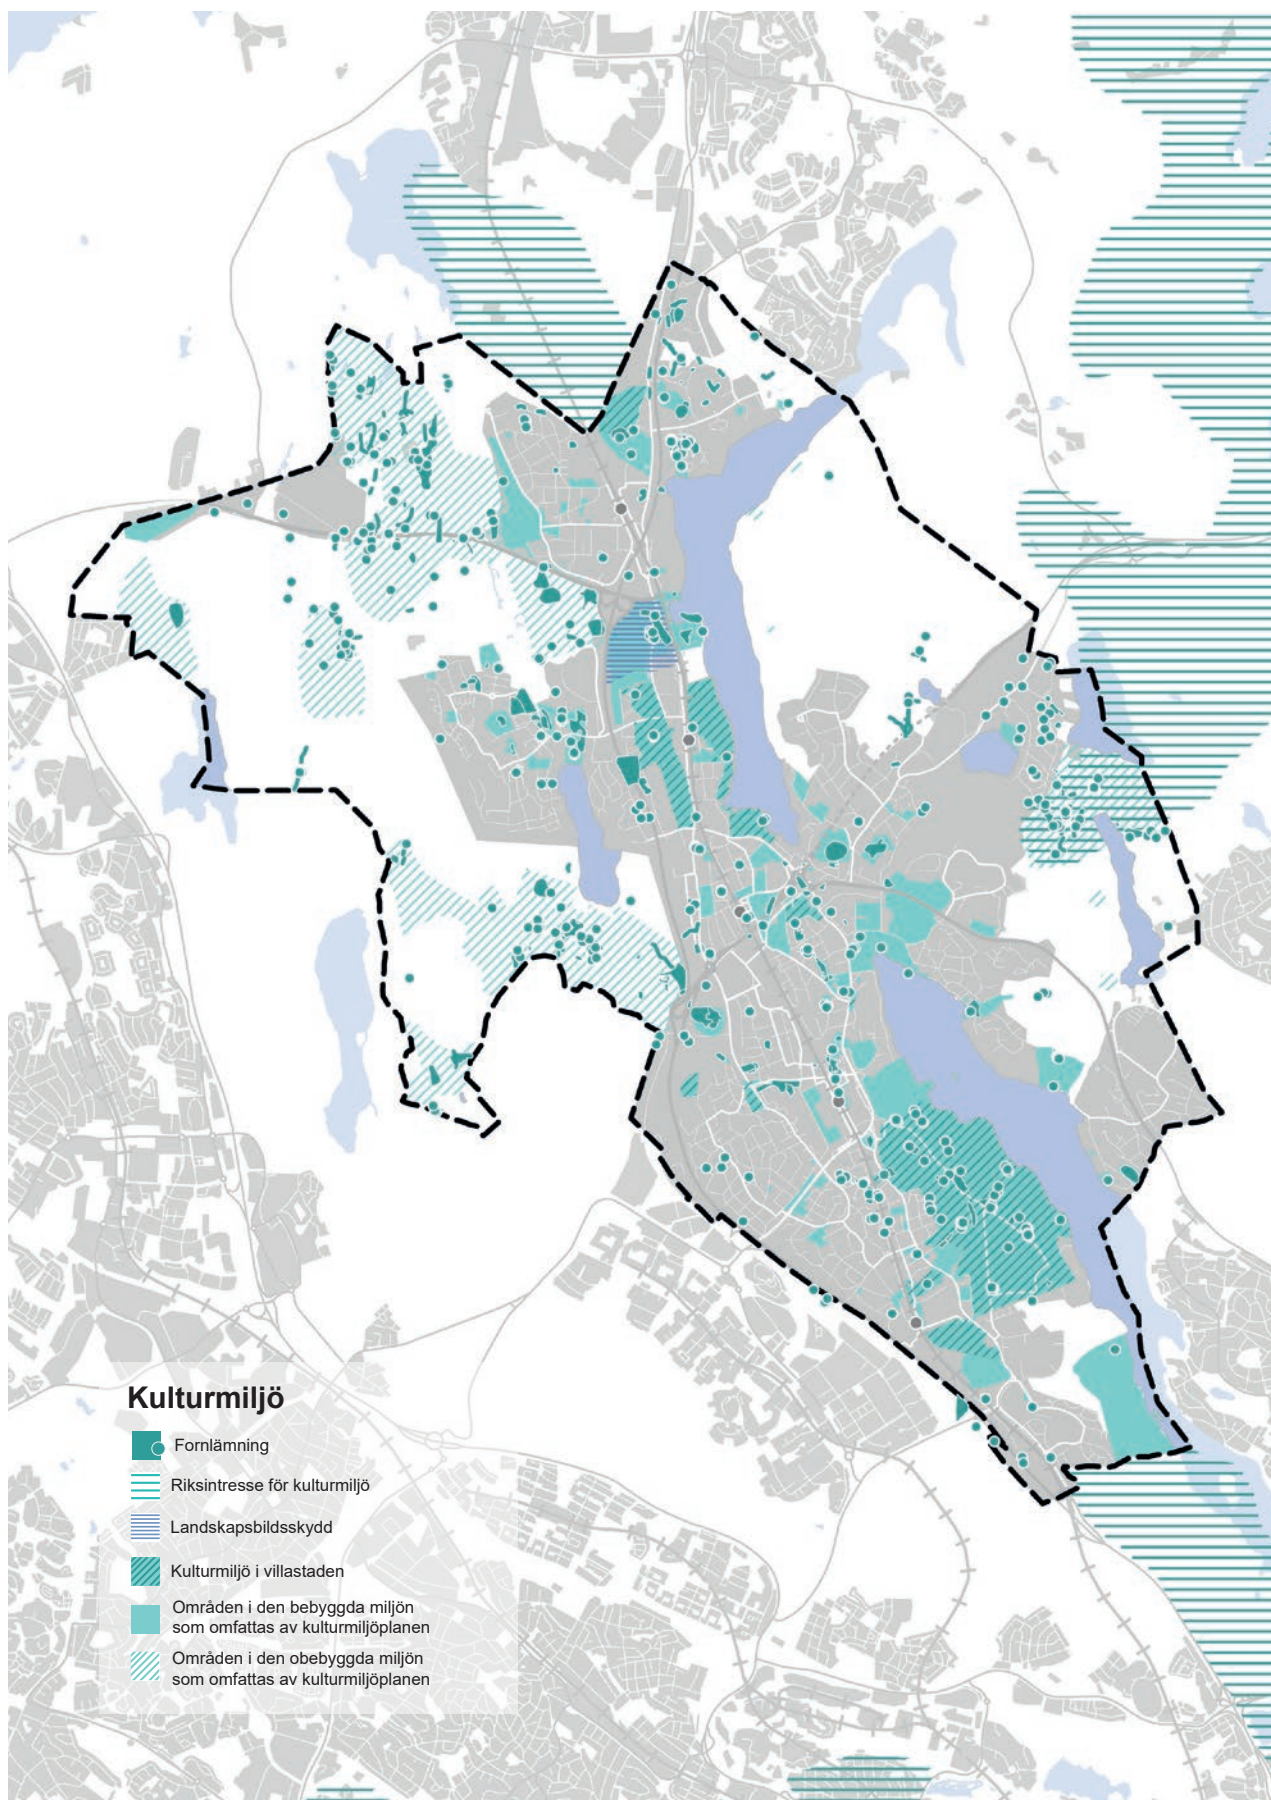 Kulturmiljö
Fornlämning
Riksintresse för kulturmiljö
Landskapsbildsskydd
Kulturmiljö i villastaden
Områden i den bebyggda miljön
som omfattas av kulturmiljöplanen
Områden i den obebyggda miljön
som omfattas av kulturmiljöplanen